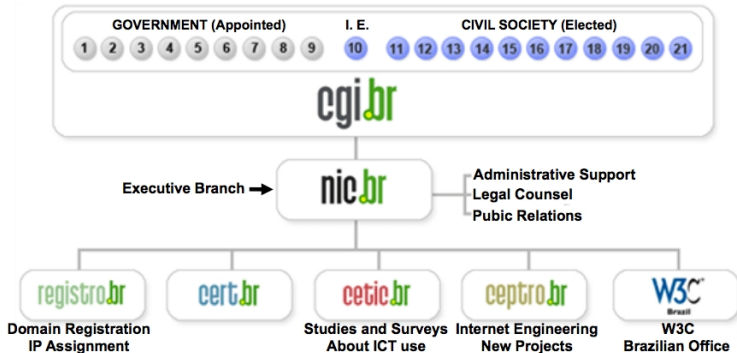 GOVERNMENT (Appointed) I. E. CIVIL SOCIETY (Elected)
1 2 3 4 5 6 7 8 9 10 11 12 13 14 15 16 17 18 19 20 21
cgi.br
Executive Branch
nic.br
Administrative Support
Legal Counsel
Pubic Relations
registro.br
cert.br
cetic.br
ceptro.br
W3C
Brazil
Domain Registration
IP Assignment
Studies and Surveys
About ICT use
Internet Engineering
New Projects
W3C
Brazilian Office